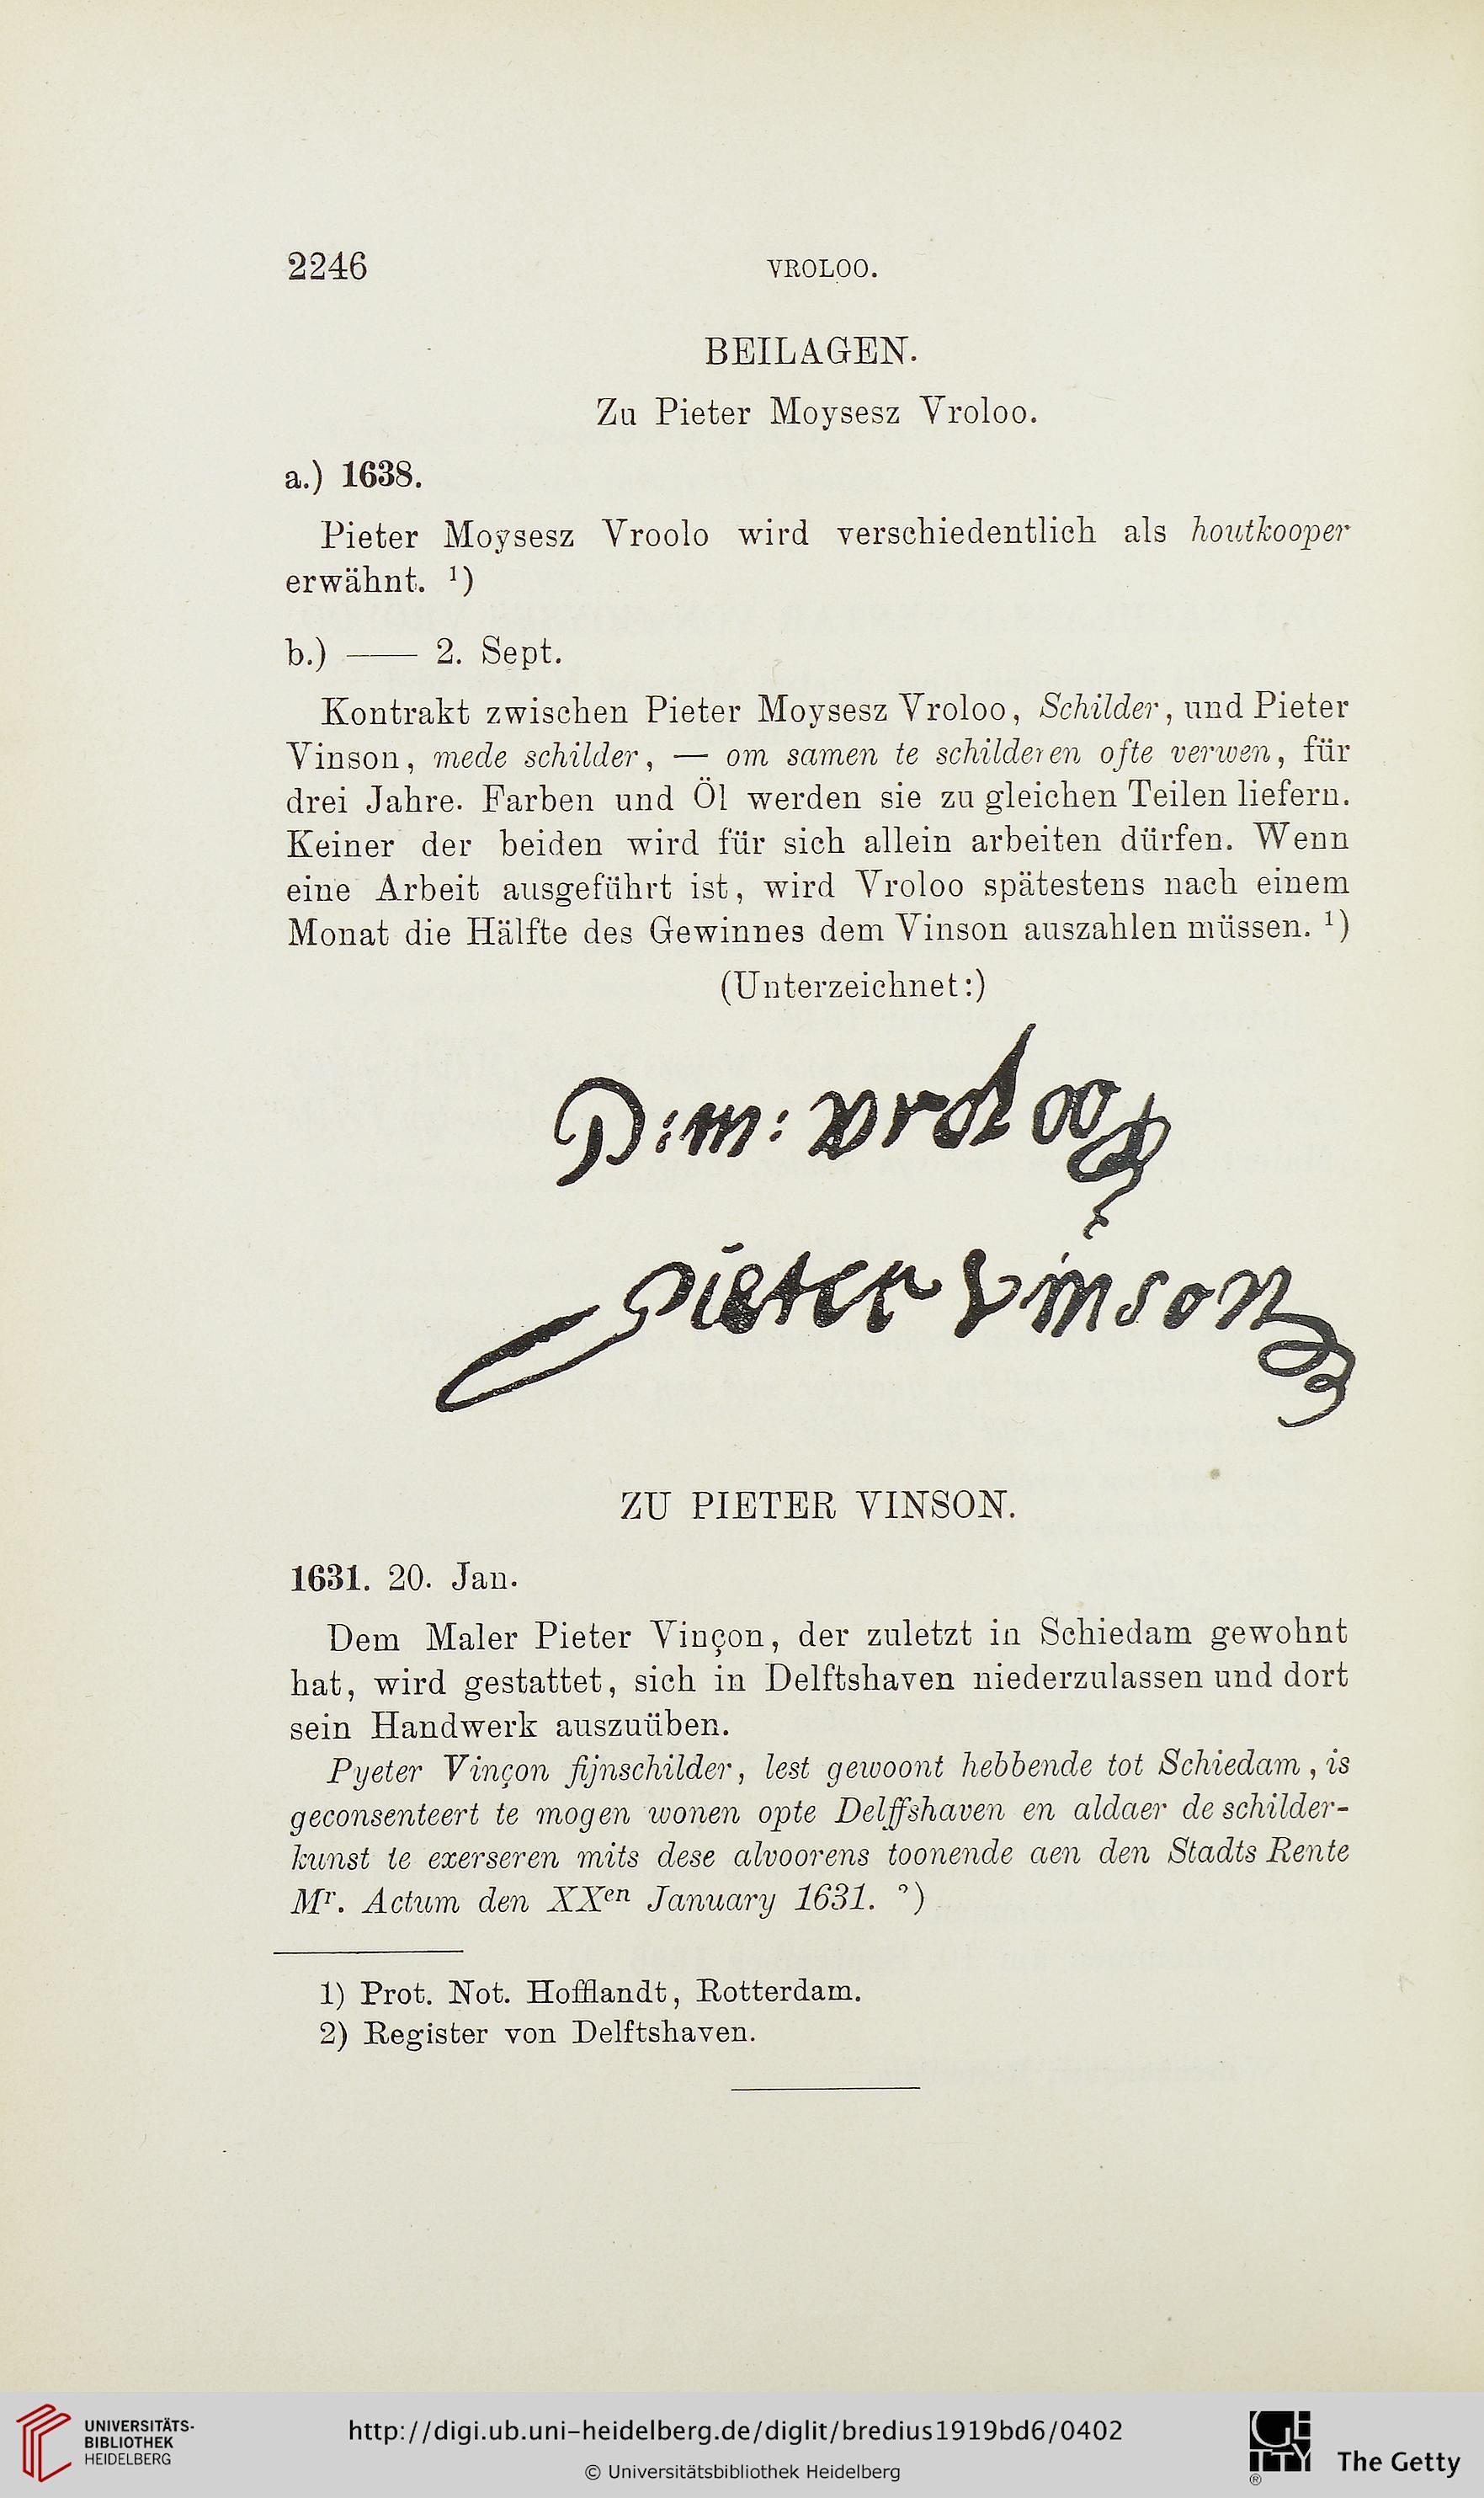 2246
VROLOO.
BEILAGEN.
Zu Pieter Moysesz Vroloo.
a.) 1638.
Pieter Moysesz Vroolo wird verschiedentlich als houtkooper
erwähnt. ¹)
b.) —— 2. Sept.
Kontrakt zwischen Pieter Moysesz Vroloo, Schilder, und Pieter
Vinson, mede schilder, — om samen te schilderen ofte verwen, für
drei Jahre. Farben und Öl werden sie zu gleichen Teilen liefern.
Keiner der beiden wird für sich allein arbeiten dürfen. Wenn
eine Arbeit ausgeführt ist, wird Vroloo spätestens nach einem
Monat die Hälfte des Gewinnes dem Vinson auszahlen müssen. ¹)
(Unterzeichnet:)
P:m: vroloo
pieter vinson
ZU PIETER VINSON.
1631. 20. Jan.
Dem Maler Pieter Vinçon, der zuletzt in Schiedam gewohnt
hat, wird gestattet, sich in Delftshaven niederzulassen und dort
sein Handwerk auszuüben.
Pyeter Vinçon fijnschilder, lest gewoont hebbende tot Schiedam, is
geconsenteert te mogen wonen opte Delffshaven en aldaer de schilder-
kunst te exerseren mits dese alvoorens toonende aen den Stadts Rente
Mʳ. Actum den XXᵉⁿ January 1631. ²)
1) Prot. Not. Hofflandt, Rotterdam.
2) Register von Delftshaven.
UNIVERSITÄTS-
BIBLIOTHEK
HEIDELBERG
http://digi.ub.uni-heidelberg.de/diglit/bredius1919bd6/0402
© Universitätsbibliothek Heidelberg
GETTY
®
The Getty